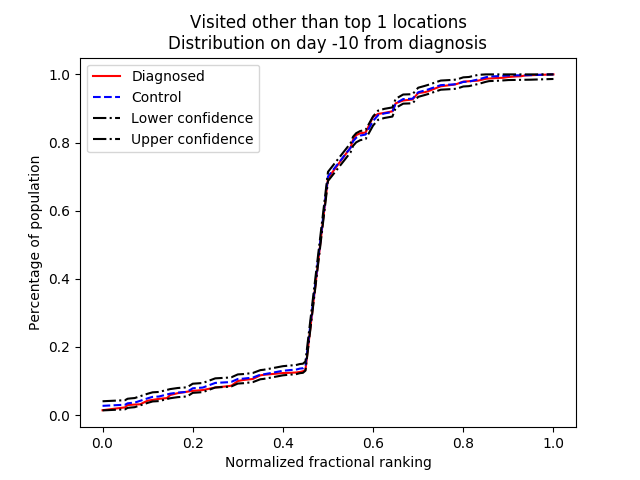 Visited other than top 1 locations
Distribution on day -10 from diagnosis
Diagnosed
Control
Lower confidence
Upper confidence
Percentage of population
1.0
0.8
0.6
0.4
0.2
0.0
0.0 0.2 0.4 0.6 0.8 1.0
Normalized fractional ranking